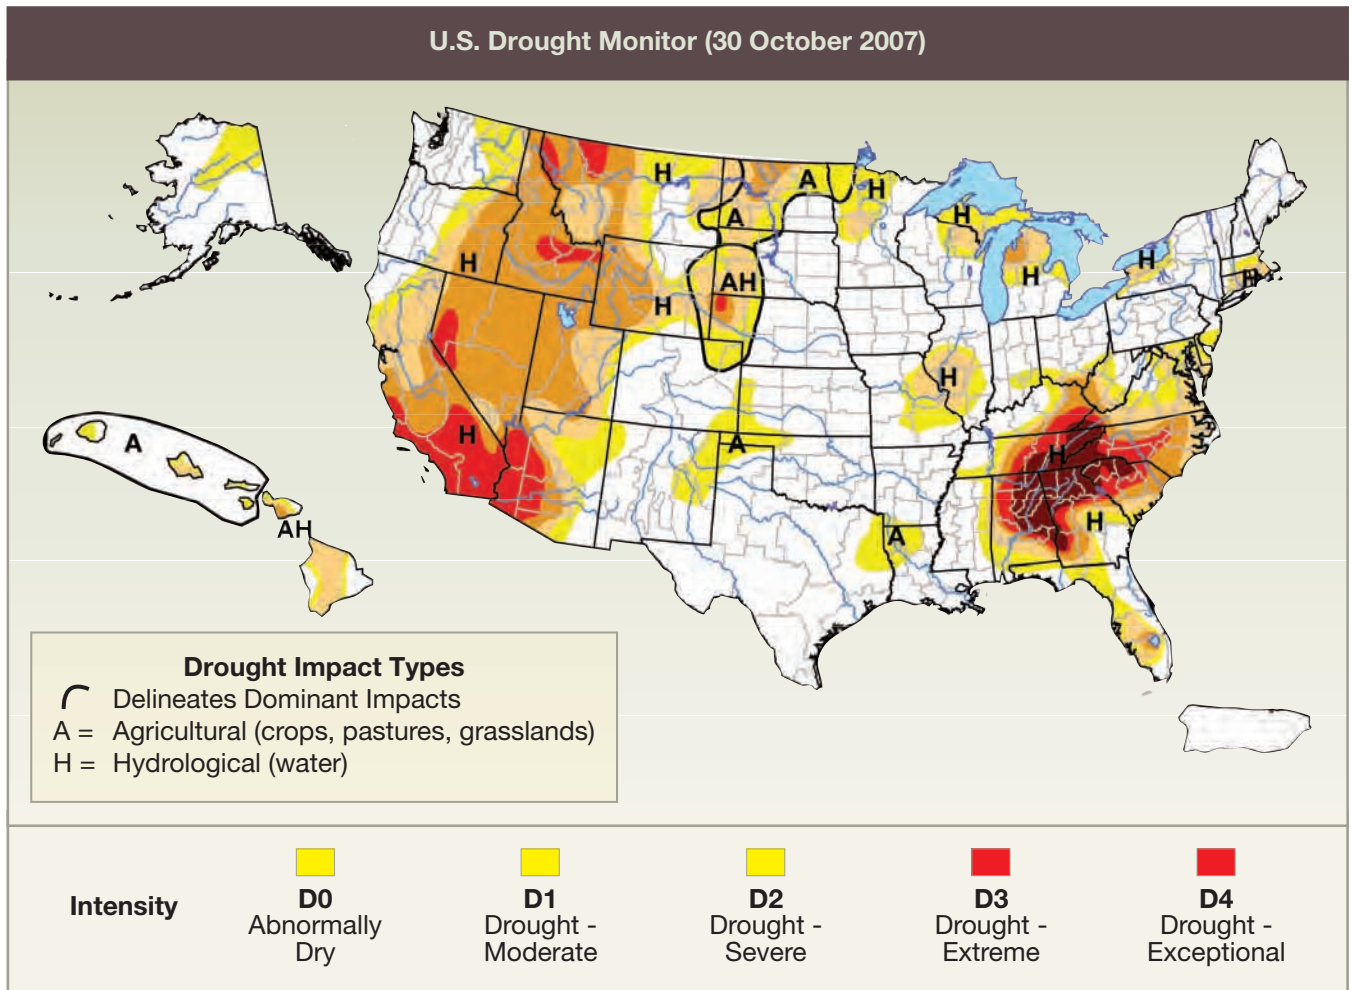 U.S. Drought Monitor (30 October 2007)
H
A
H
A
H
H
H
H
AH
H
H
H
H
H
A
A
H
H
A
H
AH
Drought Impact Types
Delineates Dominant Impacts
A = Agricultural (crops, pastures, grasslands)
H = Hydrological (water)
Intensity
D0
Abnormally
Dry
D1
Drought -
Moderate
D2
Drought -
Severe
D3
Drought -
Extreme
D4
Drought -
Exceptional